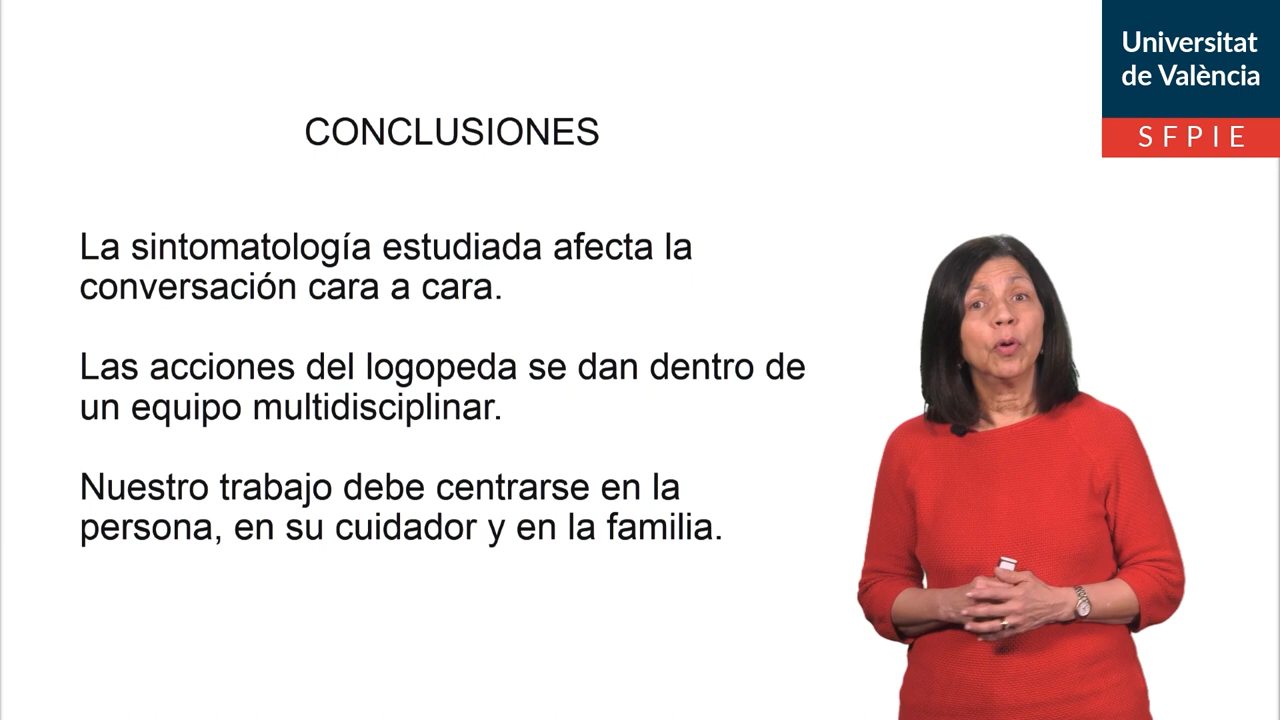 Universitat
de València
SFPIE
CONCLUSIONES
La sintomatología estudiada afecta la
conversación cara a cara.
Las acciones del logopeda se dan dentro de
un equipo multidisciplinar.
Nuestro trabajo debe centrarse en la
persona, en su cuidador y en la familia.